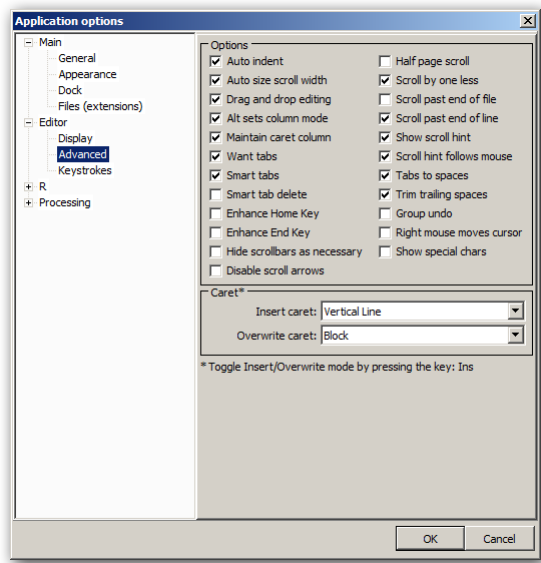 Application options
Main
General
Appearance
Dock
Files (extensions)
Editor
Display
Advanced
Keystrokes
R
Processing
Options
Auto indent
Auto size scroll width
Drag and drop editing
Alt sets column mode
Maintain caret column
Want tabs
Smart tabs
Smart tab delete
Enhance Home Key
Enhance End Key
Hide scrollbars as necessary
Disable scroll arrows
Half page scroll
Scroll by one less
Scroll past end of file
Scroll past end of line
Show scroll hint
Scroll hint follows mouse
Tabs to spaces
Trim trailing spaces
Group undo
Right mouse moves cursor
Show special chars
Caret*
Insert caret: Vertical Line
Overwrite caret: Block
* Toggle Insert/Overwrite mode by pressing the key: Ins
OK Cancel